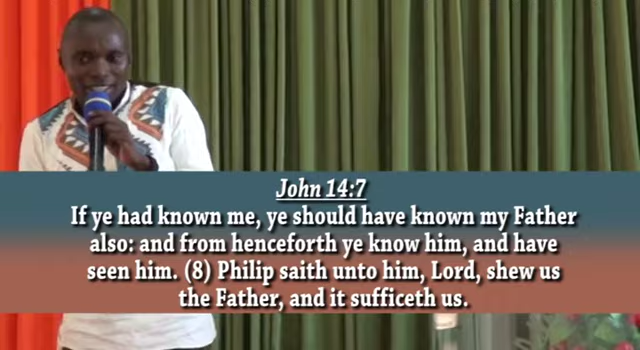 John 14:7
If ye had known me, ye should have known my Father
also: and from henceforth ye know him, and have
seen him. (8) Philip saith unto him, Lord, shew us
the Father, and it sufficeth us.